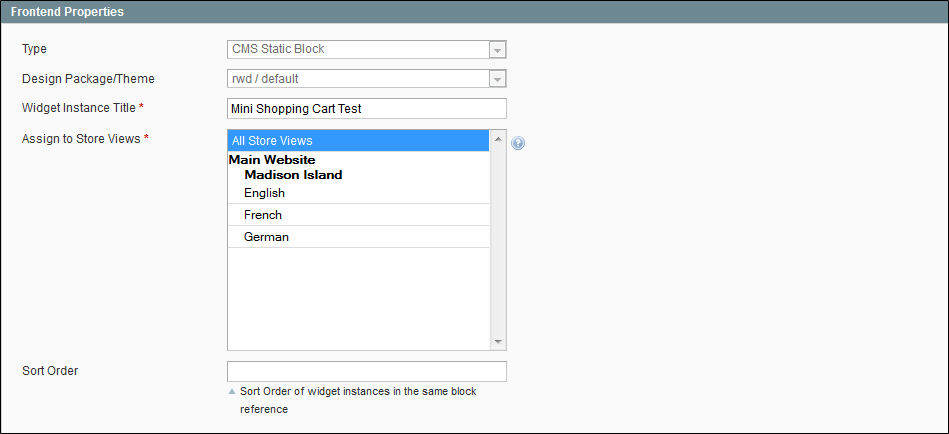 Frontend Properties
Type CMS Static Block
Design Package/Theme rwd / default
Widget Instance Title * Mini Shopping Cart Test
Assign to Store Views * All Store Views
Main Website
Madison Island
English
French
German
Sort Order
Sort Order of widget instances in the same block
reference